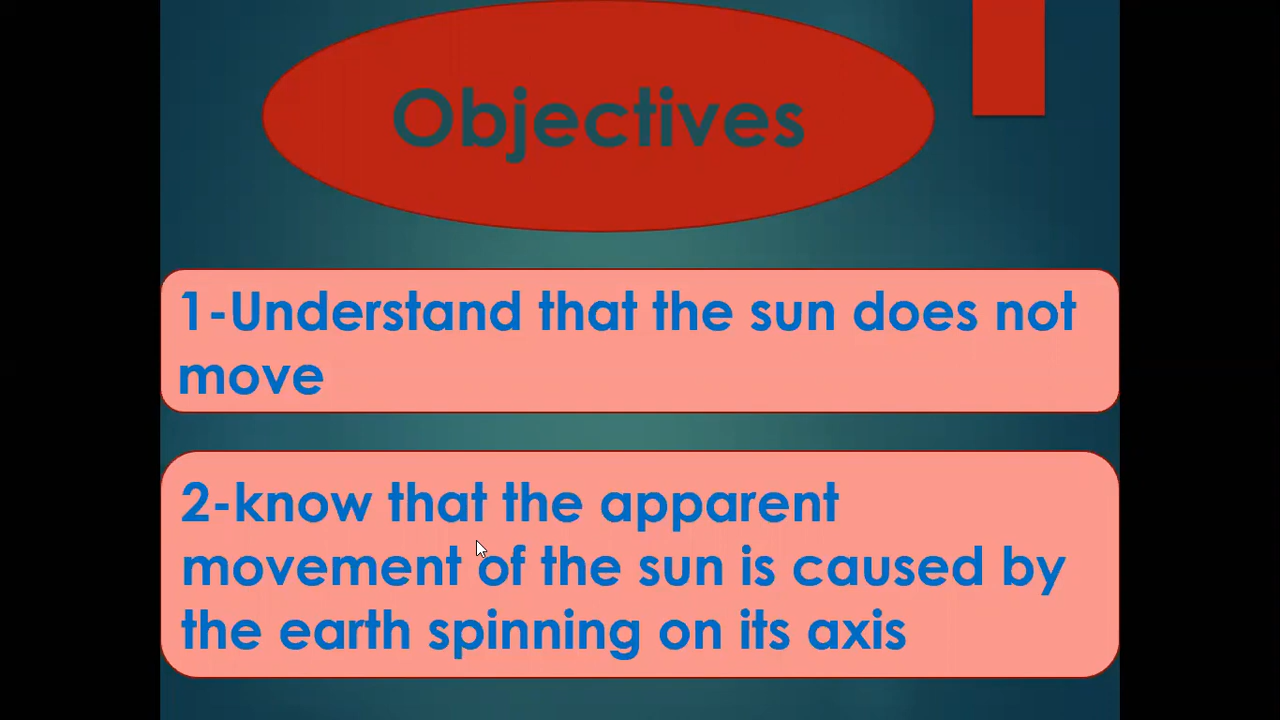 Objectives
1-Understand that the sun does not
move
2-know that the apparent
movement of the sun is caused by
the earth spinning on its axis